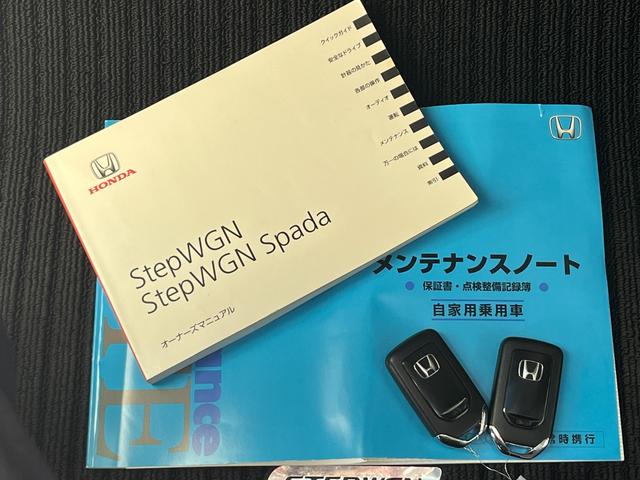 クイックガイド
安全なドライブ
計器の見かた
各部の操作
オーディオ
運転
メンテナンス
万一の場合には
資料
索引
HONDA
StepWGN
StepWGN Spada
オーナーズマニュアル
メンテナンスノート
保証書・点検整備記録簿
自家用乗用車
常時携行
STEPWGN